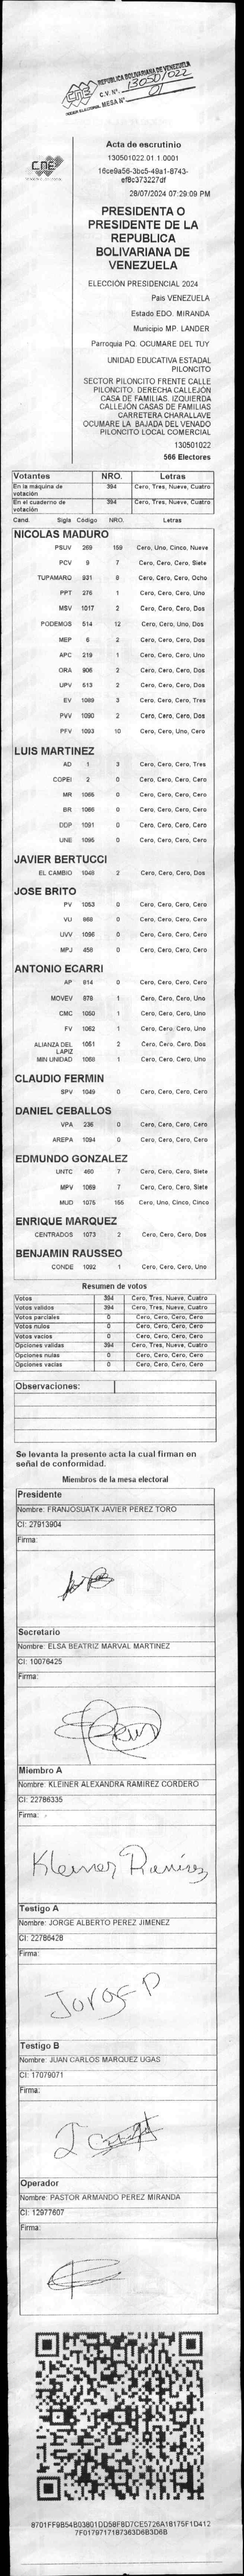 REPUBLICA BOLIVARIANA DE VENEZUELA
CNE
C.V. N°. 130501022
PODER ELECTORAL MESA N°. 01
CNE
PODER ELECTORAL
Acta de escrutinio
130501022.01.1.0001
16ce9a56-3bc5-49a1-8743-
ef8c373227df
28/07/2024 07:29:09 PM
PRESIDENTA O
PRESIDENTE DE LA
REPUBLICA
BOLIVARIANA DE
VENEZUELA
ELECCIÓN PRESIDENCIAL 2024
Pais VENEZUELA
Estado EDO. MIRANDA
Municipio MP. LANDER
Parroquia PQ. OCUMARE DEL TUY
UNIDAD EDUCATIVA ESTADAL
PILONCITO
SECTOR PILONCITO FRENTE CALLE
PILONCITO. DERECHA CALLEJÓN
CASA DE FAMILIAS. IZQUIERDA
CALLEJÓN CASAS DE FAMILIAS
CARRETERA CHARALLAVE
OCUMARE LA BAJADA DEL VENADO
PILONCITO LOCAL COMERCIAL
130501022
566 Electores
Votantes NRO. Letras
En la máquina de votación 394 Cero, Tres, Nueve, Cuatro
En el cuaderno de votación 394 Cero, Tres, Nueve, Cuatro
Cand. Sigla Código NRO. Letras
NICOLAS MADURO
PSUV 269 159 Cero, Uno, Cinco, Nueve
PCV 9 7 Cero, Cero, Cero, Siete
TUPAMARO 931 8 Cero, Cero, Cero, Ocho
PPT 276 1 Cero, Cero, Cero, Uno
MSV 1017 2 Cero, Cero, Cero, Dos
PODEMOS 514 12 Cero, Cero, Uno, Dos
MEP 6 2 Cero, Cero, Cero, Dos
APC 219 1 Cero, Cero, Cero, Uno
ORA 906 2 Cero, Cero, Cero, Dos
UPV 513 2 Cero, Cero, Cero, Dos
EV 1089 3 Cero, Cero, Cero, Tres
PVV 1090 2 Cero, Cero, Cero, Dos
PFV 1093 10 Cero, Cero, Uno, Cero
LUIS MARTINEZ
AD 1 3 Cero, Cero, Cero, Tres
COPEI 2 0 Cero, Cero, Cero, Cero
MR 1065 0 Cero, Cero, Cero, Cero
BR 1066 0 Cero, Cero, Cero, Cero
DDP 1091 0 Cero, Cero, Cero, Cero
UNE 1095 0 Cero, Cero, Cero, Cero
JAVIER BERTUCCI
EL CAMBIO 1048 2 Cero, Cero, Cero, Dos
JOSE BRITO
PV 1053 0 Cero, Cero, Cero, Cero
VU 868 0 Cero, Cero, Cero, Cero
UVV 1096 0 Cero, Cero, Cero, Cero
MPJ 458 0 Cero, Cero, Cero, Cero
ANTONIO ECARRI
AP 814 0 Cero, Cero, Cero, Cero
MOVEV 878 1 Cero, Cero, Cero, Uno
CMC 1050 1 Cero, Cero, Cero, Uno
FV 1062 1 Cero, Cero, Cero, Uno
ALIANZA DEL LAPIZ 1051 2 Cero, Cero, Cero, Dos
MIN UNIDAD 1088 1 Cero, Cero, Cero, Uno
CLAUDIO FERMIN
SPV 1049 0 Cero, Cero, Cero, Cero
DANIEL CEBALLOS
VPA 236 0 Cero, Cero, Cero, Cero
AREPA 1094 0 Cero, Cero, Cero, Cero
EDMUNDO GONZALEZ
UNTC 460 7 Cero, Cero, Cero, Siete
MPV 1069 7 Cero, Cero, Cero, Siete
MUD 1075 155 Cero, Uno, Cinco, Cinco
ENRIQUE MARQUEZ
CENTRADOS 1073 2 Cero, Cero, Cero, Dos
BENJAMIN RAUSSEO
CONDE 1092 1 Cero, Cero, Cero, Uno
Resumen de votos
Votos 394 Cero, Tres, Nueve, Cuatro
Votos validos 394 Cero, Tres, Nueve, Cuatro
Votos parciales 0 Cero, Cero, Cero, Cero
Votos nulos 0 Cero, Cero, Cero, Cero
Votos vacios 0 Cero, Cero, Cero, Cero
Opciones validas 394 Cero, Tres, Nueve, Cuatro
Opciones nulas 0 Cero, Cero, Cero, Cero
Opciones vacias 0 Cero, Cero, Cero, Cero
Observaciones:
Se levanta la presente acta la cual firman en
señal de conformidad.
Miembros de la mesa electoral
Presidente
Nombre: FRANJOSUATK JAVIER PEREZ TORO
CI: 27913904
Firma:
Secretario
Nombre: ELSA BEATRIZ MARVAL MARTINEZ
CI: 10076425
Firma:
Miembro A
Nombre: KLEINER ALEXANDRA RAMIREZ CORDERO
CI: 22786335
Firma:
Kleiner Ramirez
Testigo A
Nombre: JORGE ALBERTO PEREZ JIMENEZ
CI: 22786428
Firma:
Jorge P
Testigo B
Nombre: JUAN CARLOS MARQUEZ UGAS
CI: 17079071
Firma:
Operador
Nombre: PASTOR ARMANDO PEREZ MIRANDA
CI: 12977607
Firma:
8701FF9B54B03801DD58F8D7CE5726A18175F1D412
7F0179717187363D6B3D6B